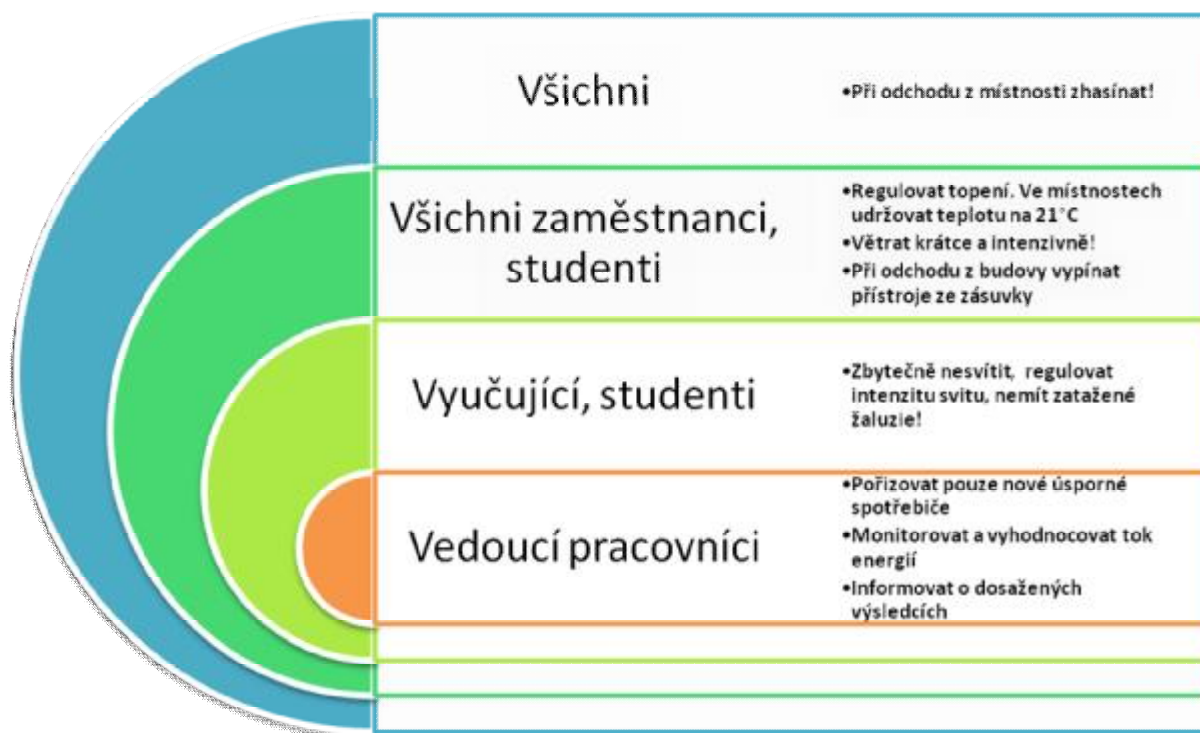 Všichni
•Při odchodu z místnosti zhasínat!
Všichni zaměstnanci,
studenti
•Regulovat topení. Ve místnostech
udržovat teplotu na 21°C
•Větrat krátce a intenzivně!
•Při odchodu z budovy vypínat
přístroje ze zásuvky
Vyučující, studenti
•Zbytečně nesvítit, regulovat
intenzitu svitu, nemít zatažené
žaluzie!
Vedoucí pracovníci
•Pořizovat pouze nové úsporné
spotřebiče
•Monitorovat a vyhodnocovat tok
energií
•Informovat o dosažených
výsledcích